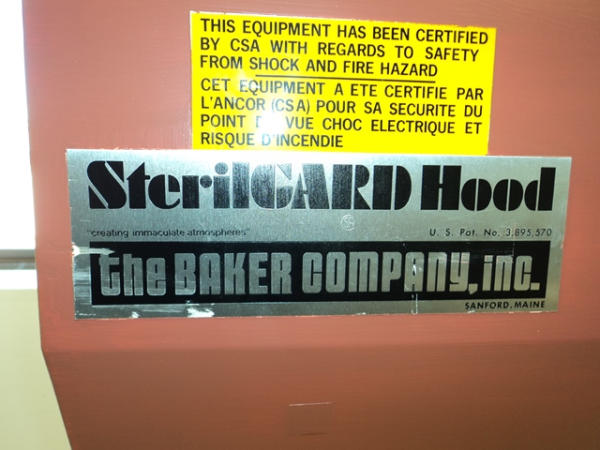 THIS EQUIPMENT HAS BEEN CERTIFIED
BY CSA WITH REGARDS TO SAFETY
FROM SHOCK AND FIRE HAZARD
CET EQUIPMENT A ETE CERTIFIE PAR
L'ANCOR (CSA) POUR SA SECURITE DU
POINT DE VUE CHOC ELECTRIQUE ET
RISQUE D'INCENDIE
SterilGARD Hood
"creating immaculate atmospheres"
U. S. Pat. No. 3,895,570
the BAKER COMPANY, inc.
SANFORD, MAINE